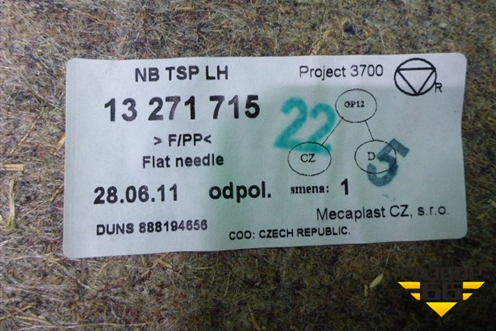 NB TSP LH
Project 3700
R
13 271 715
22
OP12
> F/PP<
CZ
D
5
Flat needle
28.06.11 odpol. smena: 1
Mecaplast CZ, s.r.o.
DUNS 888194656
COO: CZECH REPUBLIC.